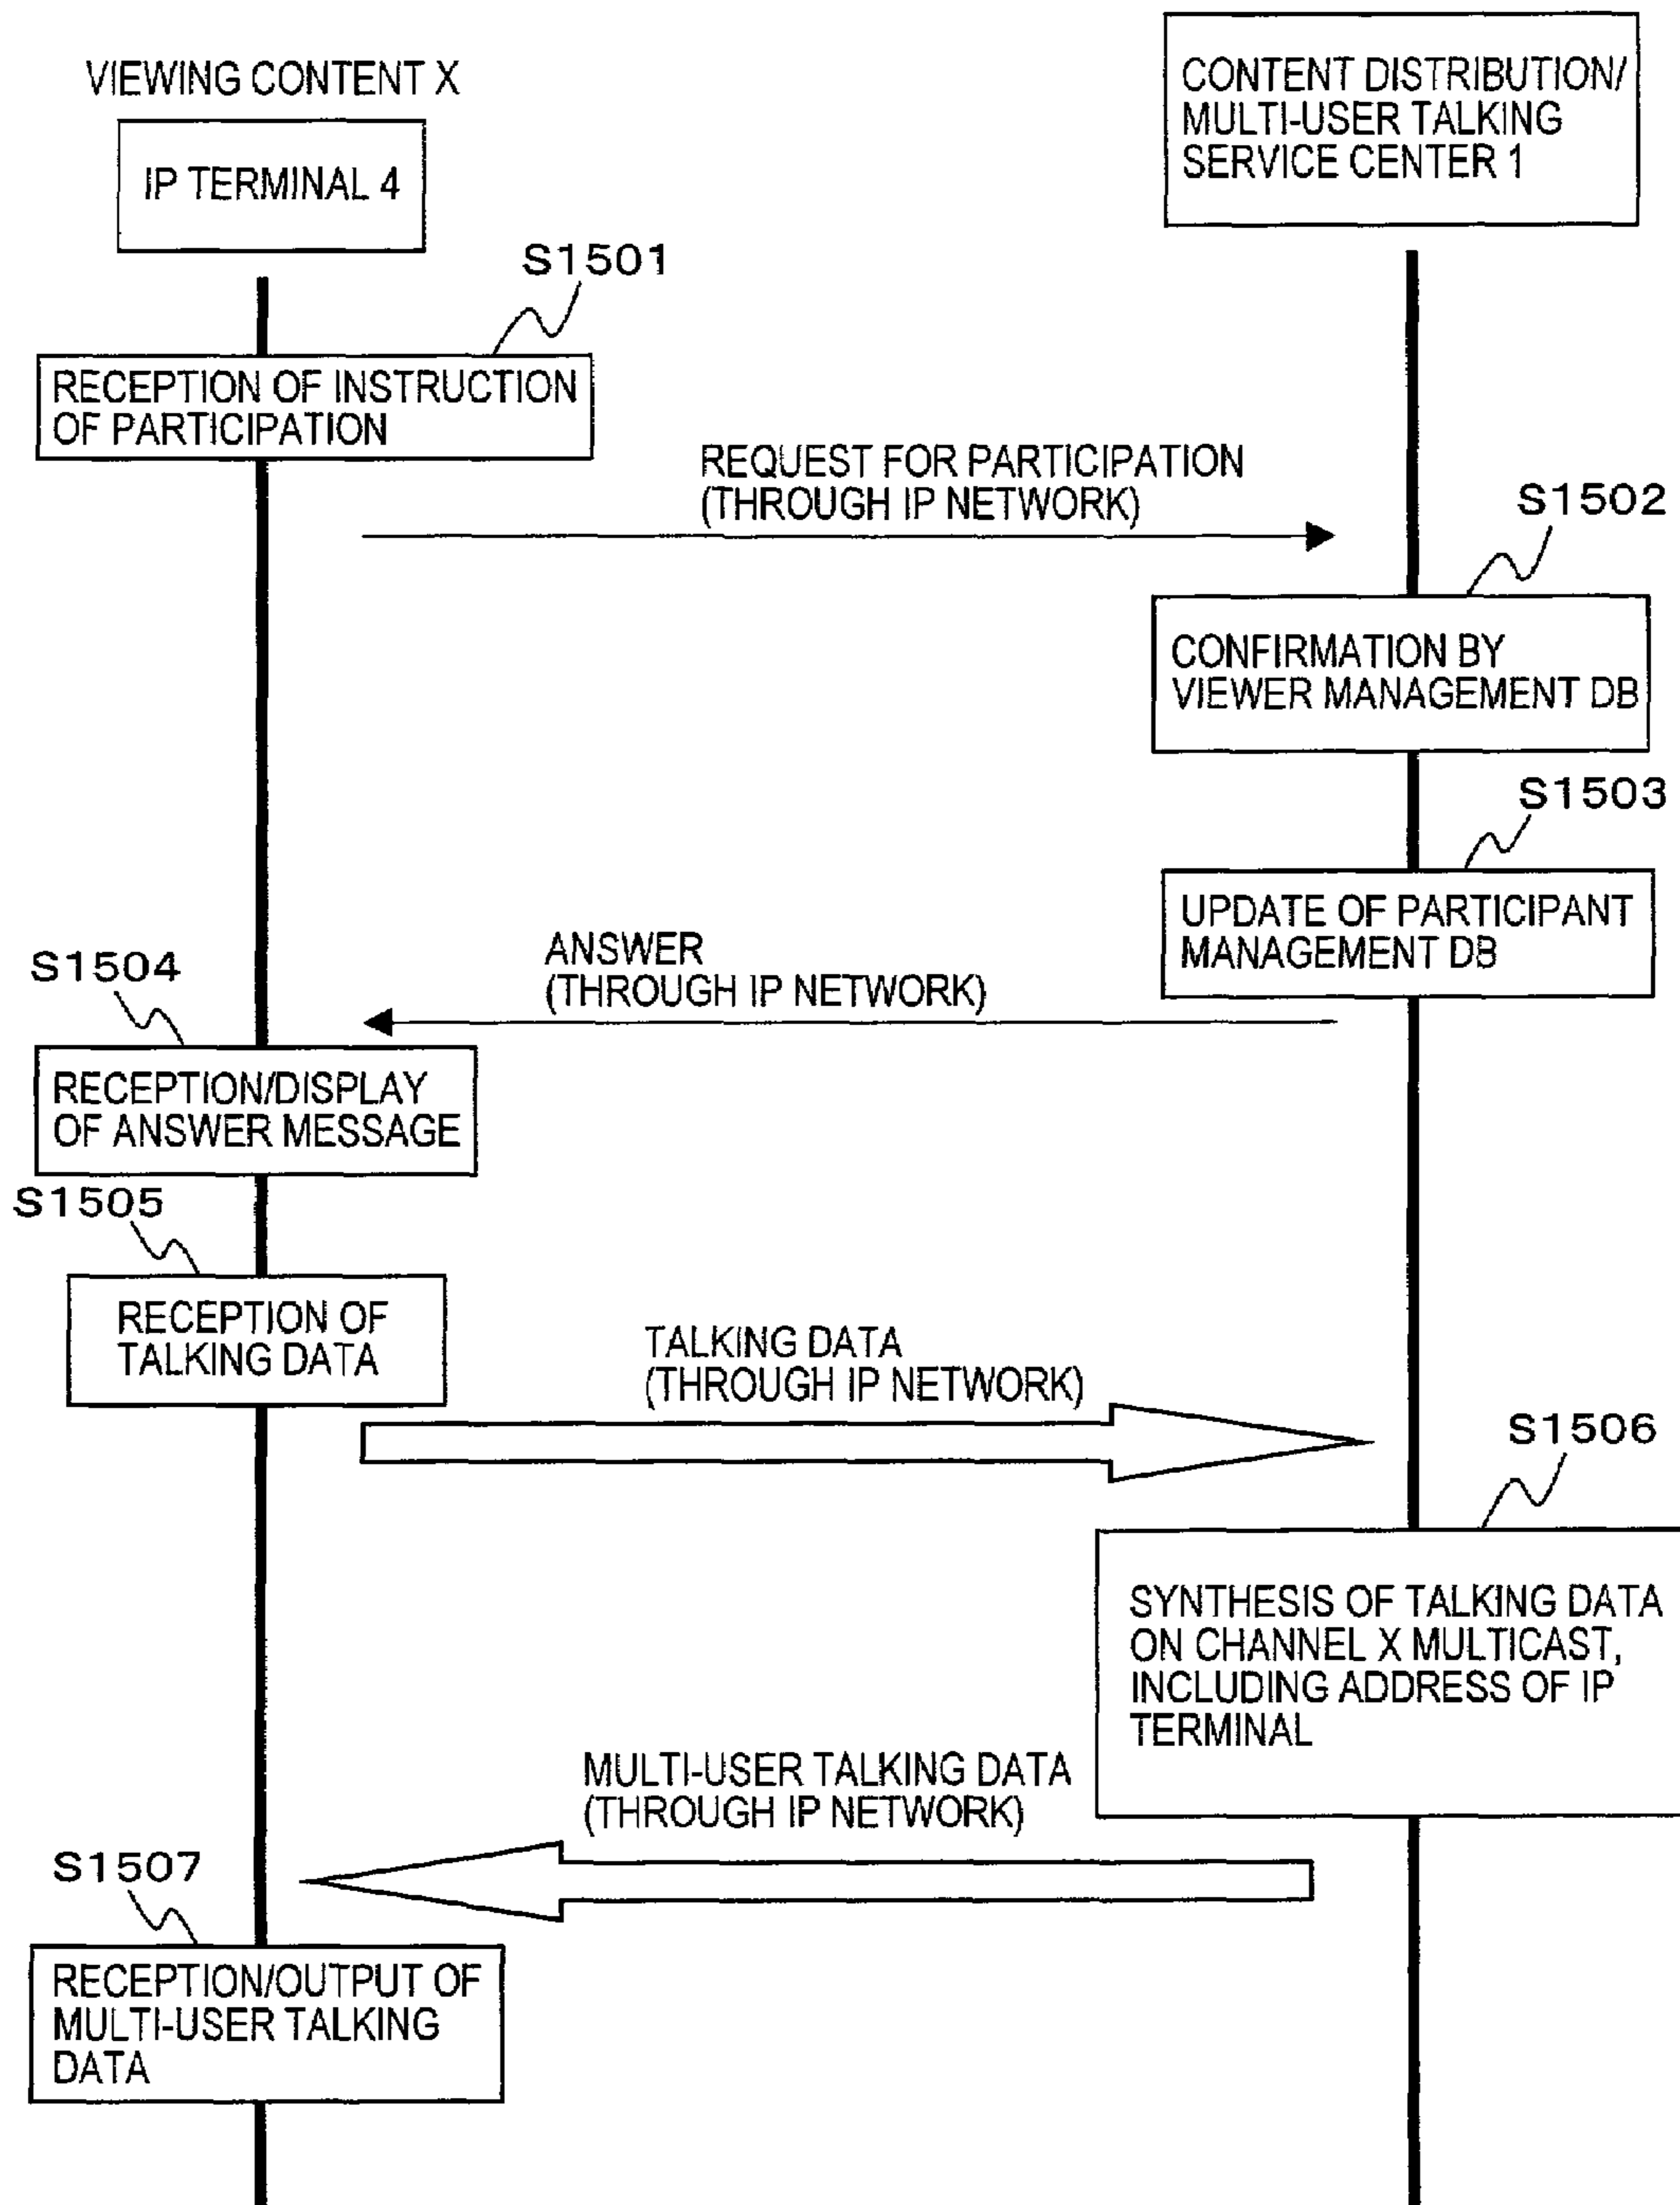 VIEWING CONTENT X
IP TERMINAL 4
CONTENT DISTRIBUTION/
MULTI-USER TALKING
SERVICE CENTER 1
S1501
RECEPTION OF INSTRUCTION
OF PARTICIPATION
REQUEST FOR PARTICIPATION
(THROUGH IP NETWORK)
S1502
CONFIRMATION BY
VIEWER MANAGEMENT DB
S1503
UPDATE OF PARTICIPANT
MANAGEMENT DB
ANSWER
(THROUGH IP NETWORK)
S1504
RECEPTION/DISPLAY
OF ANSWER MESSAGE
S1505
RECEPTION OF
TALKING DATA
TALKING DATA
(THROUGH IP NETWORK)
S1506
SYNTHESIS OF TALKING DATA
ON CHANNEL X MULTICAST,
INCLUDING ADDRESS OF IP
TERMINAL
MULTI-USER TALKING DATA
(THROUGH IP NETWORK)
S1507
RECEPTION/OUTPUT OF
MULTI-USER TALKING
DATA